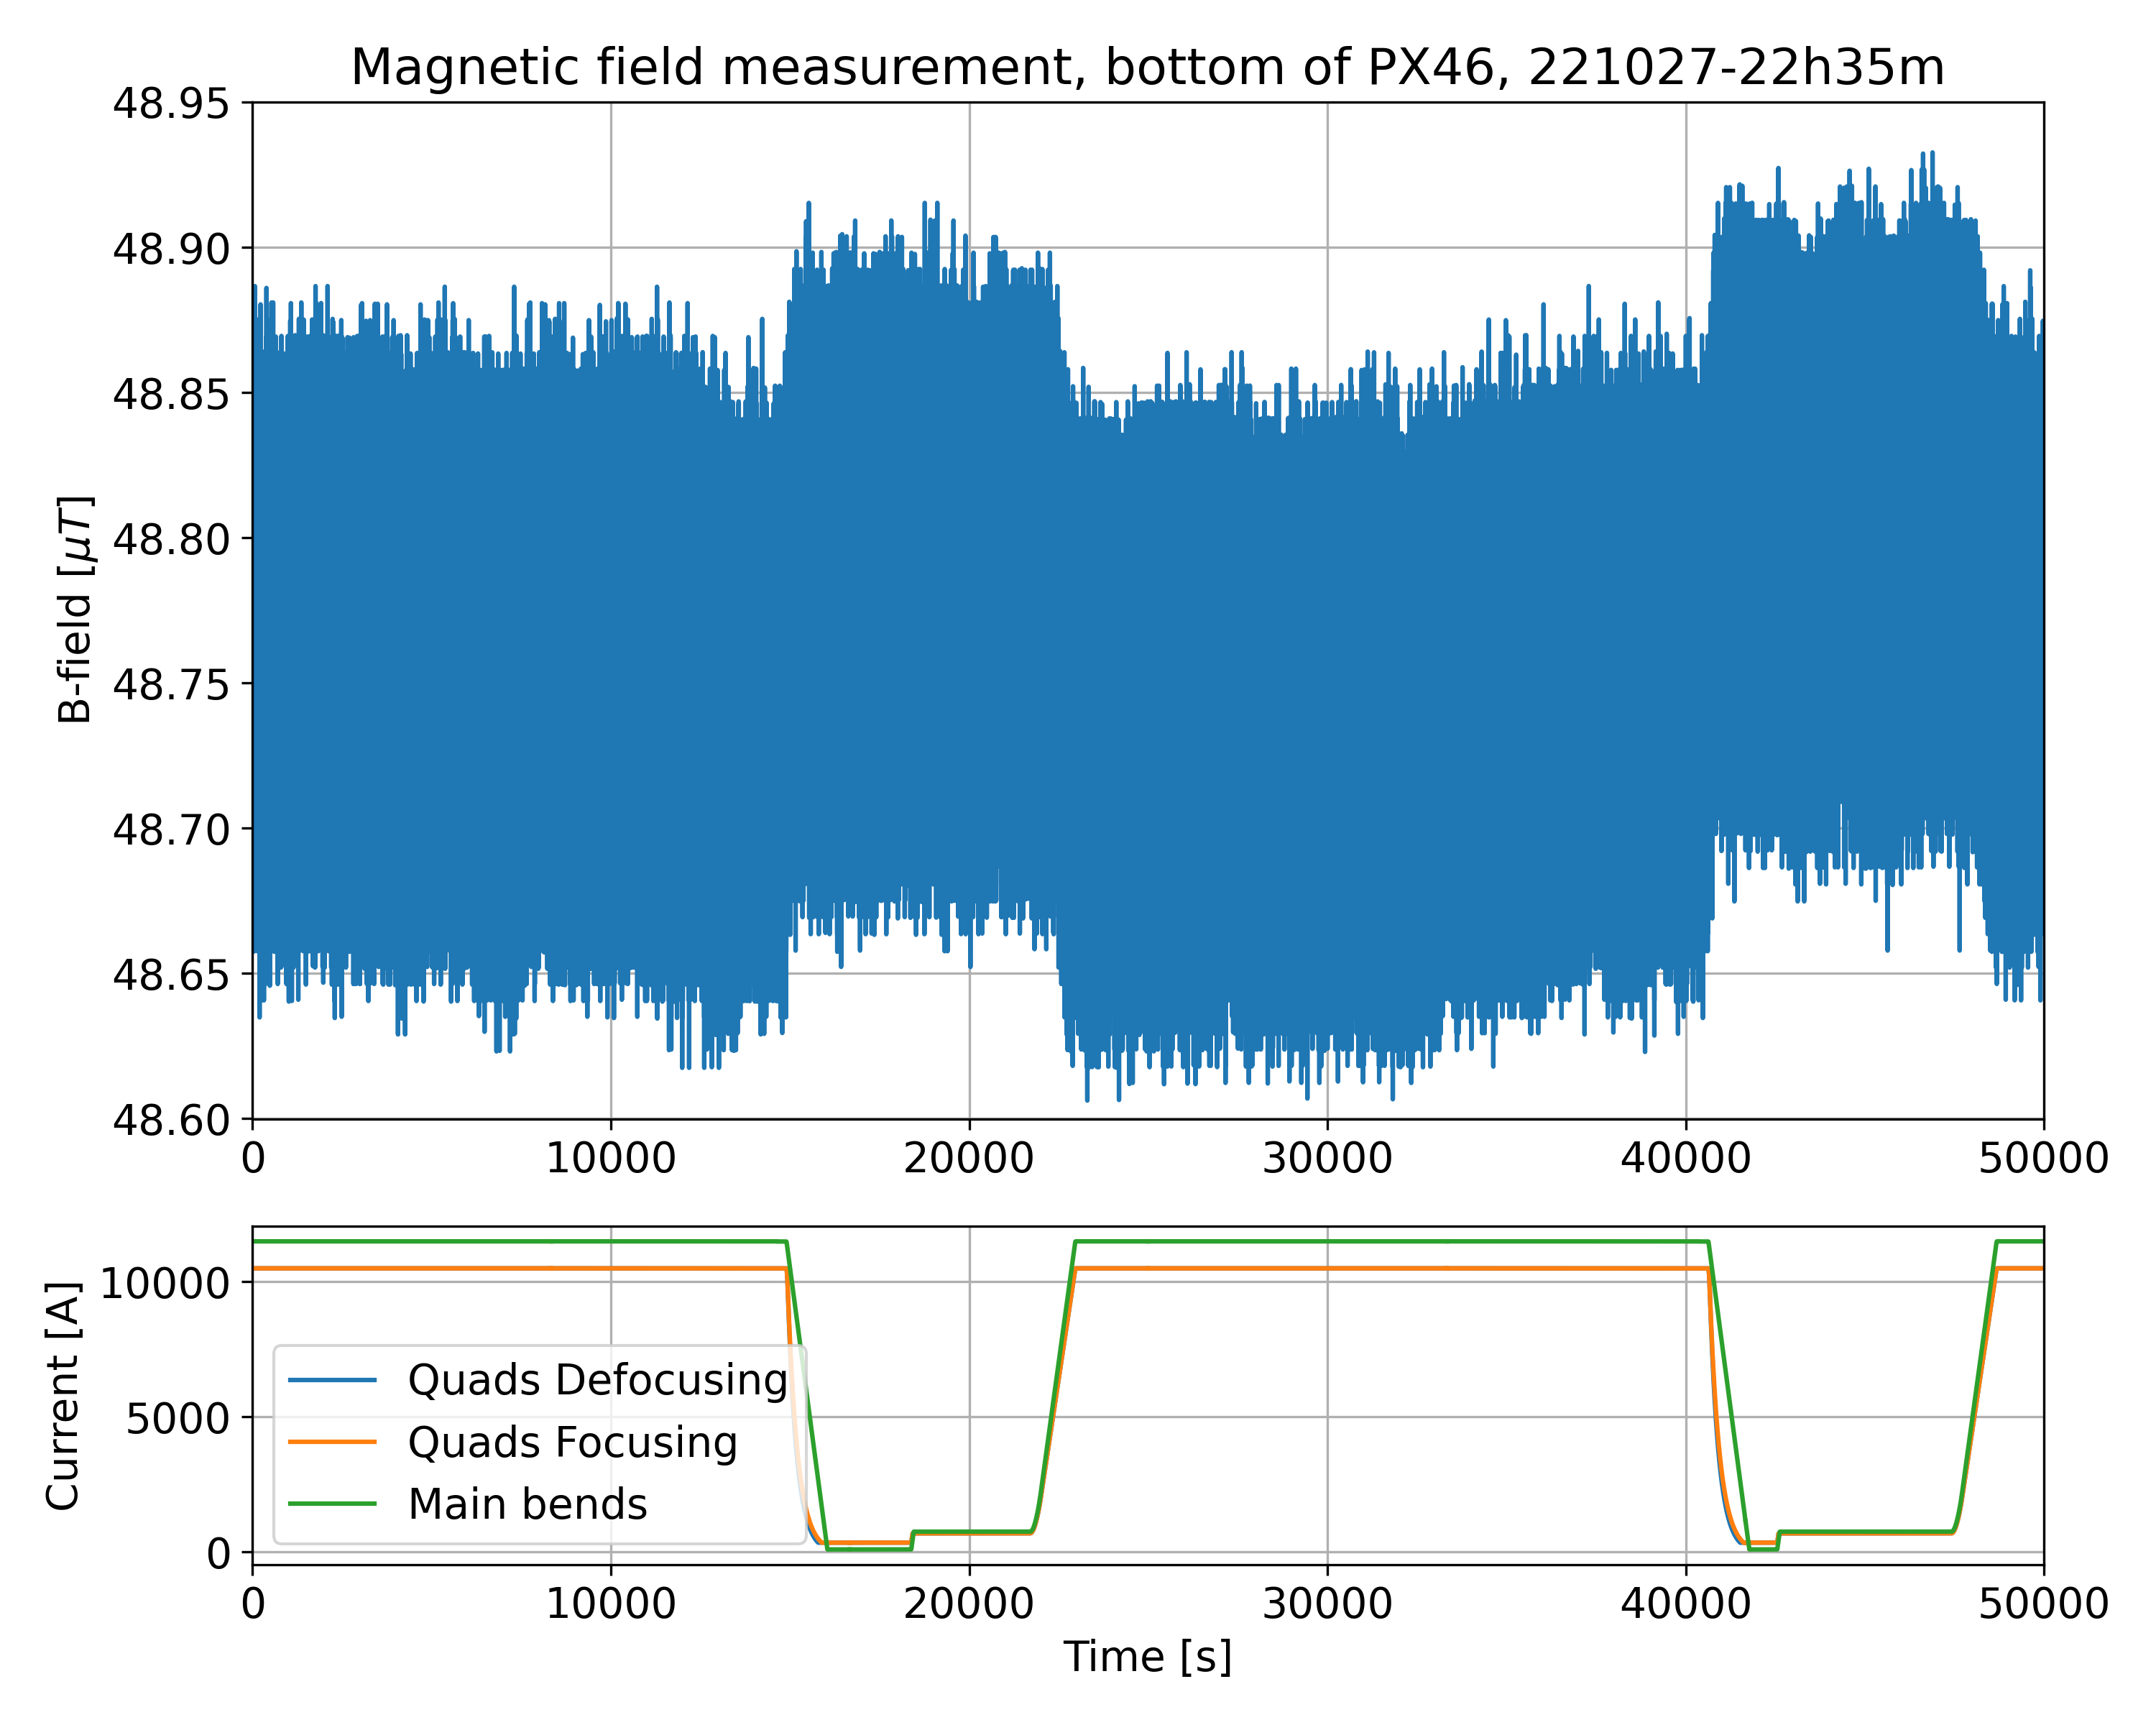 Magnetic field measurement, bottom of PX46, 221027-22h35m
48.95
48.90
48.85
48.80
48.75
48.70
48.65
48.60
B-field [μT]
0 10000 20000 30000 40000 50000
10000
5000
0
Current [A]
Quads Defocusing
Quads Focusing
Main bends
0 10000 20000 30000 40000 50000
Time [s]